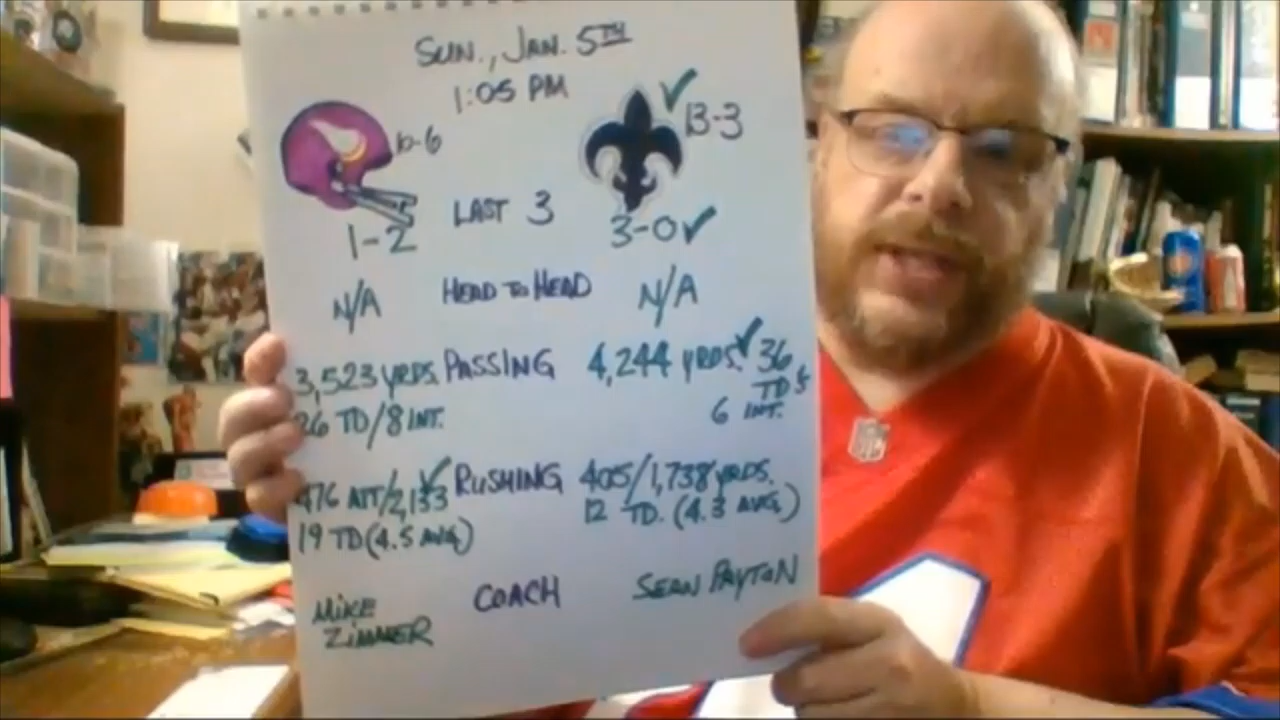 SUN., JAN. 5TH
1:05 PM
10-6 ✓ 13-3
LAST 3
1-2 3-0 ✓
N/A HEAD TO HEAD N/A
3,523 YRDS. PASSING 4,244 YRDS. ✓ 36
26 TD/8 INT. TD &
6 INT.
476 ATT/2,133 ✓ RUSHING 405/1,738 YRDS.
19 TD (4.5 AVG) 12 TD. (4.3 AVG.)
MIKE COACH SEAN PAYTON
ZIMMER
NFL